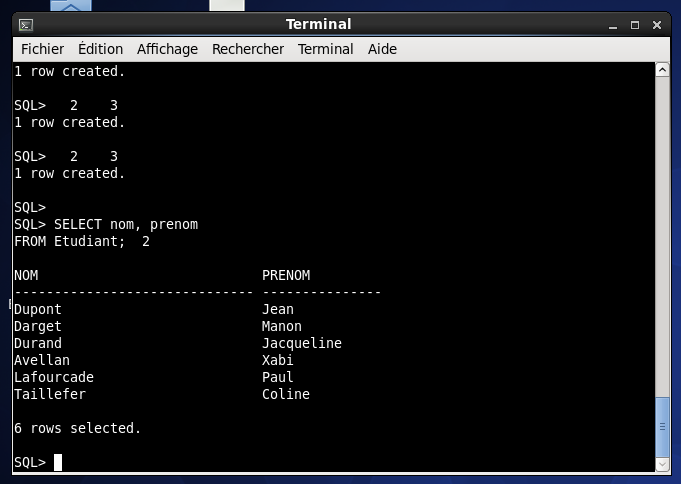 Terminal
Fichier Édition Affichage Rechercher Terminal Aide
1 row created.
SQL>   2    3
1 row created.
SQL>   2    3
1 row created.
SQL>
SQL> SELECT nom, prenom
FROM Etudiant;  2
NOM                            PRENOM
------------------------------ ---------------
Dupont                         Jean
Darget                         Manon
Durand                         Jacqueline
Avellan                        Xabi
Lafourcade                     Paul
Taillefer                      Coline
6 rows selected.
SQL>